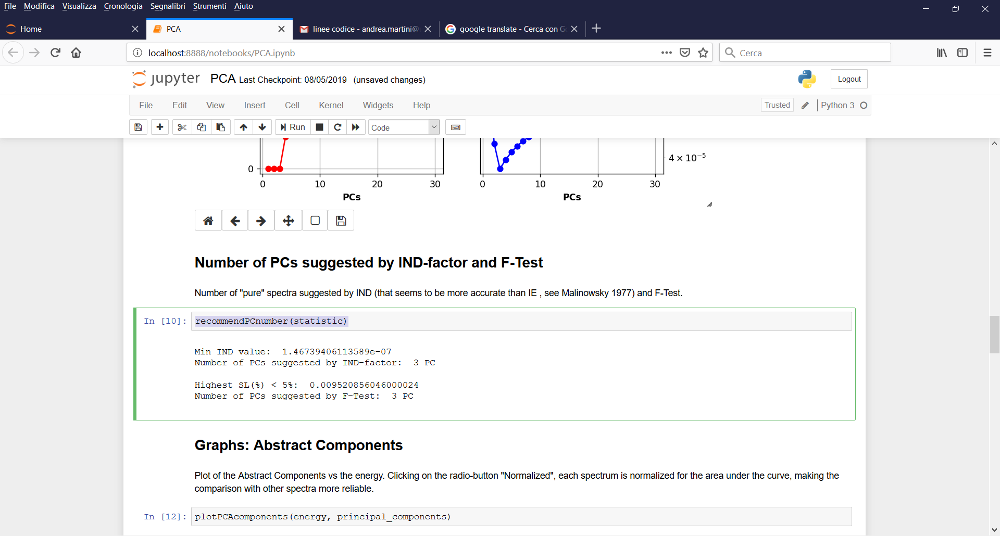 File Modifica Visualizza Cronologia Segnalibri Strumenti Aiuto
Home PCA linee codice - andrea.martini@ google translate - Cerca con G
localhost:8888/notebooks/PCA.ipynb Cerca
jupyter PCA Last Checkpoint: 08/05/2019 (unsaved changes) Logout
File Edit View Insert Cell Kernel Widgets Help Trusted Python 3
Run Code
4 × 10⁻⁵
0
0 10 20 30 0 10 20 30
PCs PCs
Number of PCs suggested by IND-factor and F-Test
Number of "pure" spectra suggested by IND (that seems to be more accurate than IE , see Malinowsky 1977) and F-Test.
In [10]: recommendPCnumber(statistic)
Min IND value:  1.46739406113589e-07
Number of PCs suggested by IND-factor:  3 PC
Highest SL(%) < 5%:  0.009520856046000024
Number of PCs suggested by F-Test:  3 PC
Graphs: Abstract Components
Plot of the Abstract Components vs the energy. Clicking on the radio-button "Normalized", each spectrum is normalized for the area under the curve, making the
comparison with other spectra more reliable.
In [12]: plotPCAcomponents(energy, principal_components)